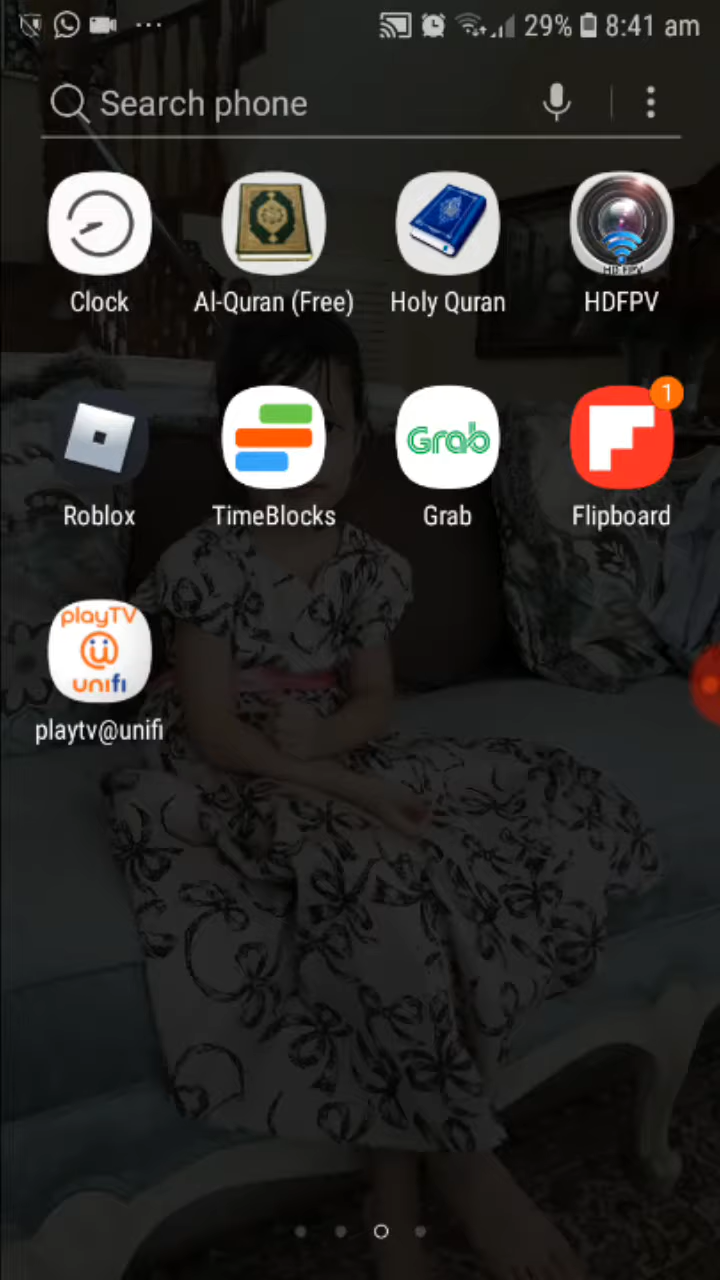 29% 8:41 am
Search phone
Clock Al-Quran (Free) Holy Quran HDFPV
1
Grab
Roblox TimeBlocks Grab Flipboard
playTV
unifi
playtv@unifi